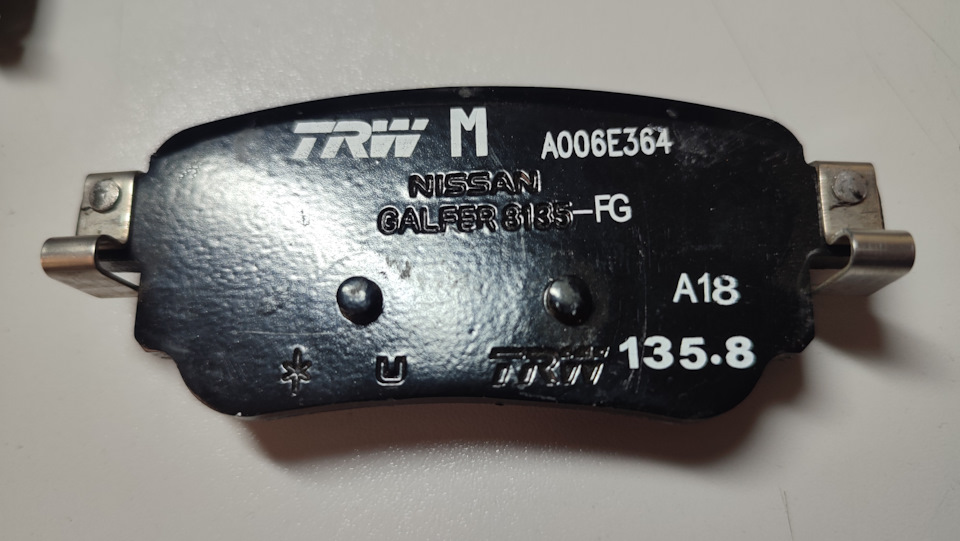 TRW M A006E364
NISSAN
GALFER 8135-FG
A18
* U TRW 135.8